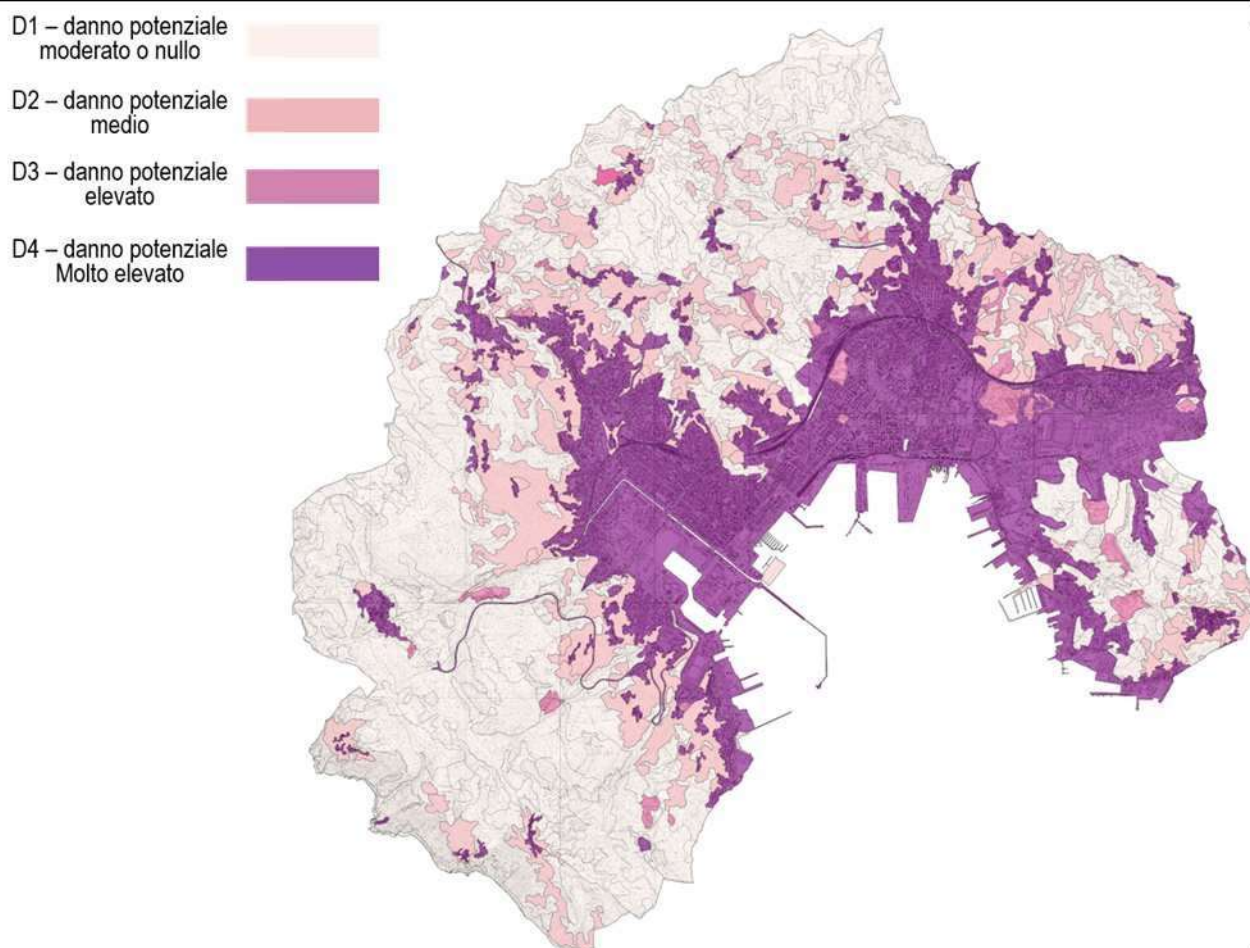 D1 – danno potenziale
moderato o nullo
D2 – danno potenziale
medio
D3 – danno potenziale
elevato
D4 – danno potenziale
Molto elevato